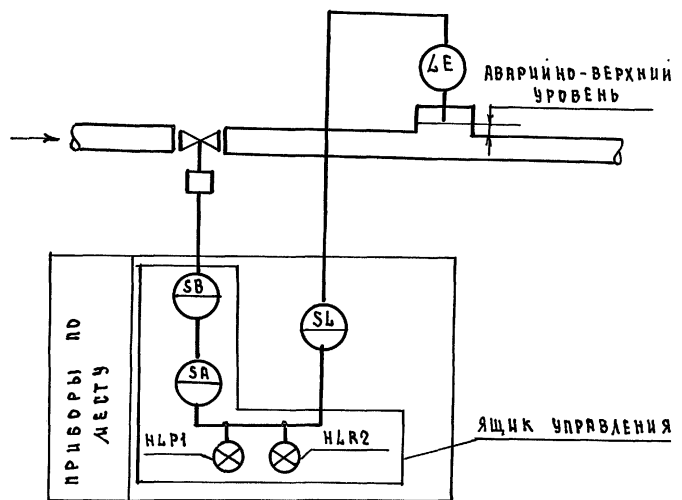 LE
АВАРИЙНО-ВЕРХНИЙ
УРОВЕНЬ
SB
SL
SA
HLP1
HLR2
ПРИБОРЫ ПО
МЕСТУ
ЯЩИК УПРАВЛЕНИЯ